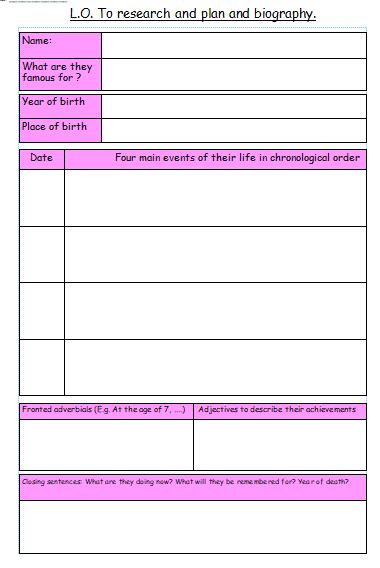 L.O. To research and plan and biography.
Name:
What are they
famous for ?
Year of birth
Place of birth
Date
Four main events of their life in chronological order
Fronted adverbials (E.g. At the age of 7, ....)
Adjectives to describe their achievements
Closing sentences: What are they doing now? What will they be remembered for? Year of death?